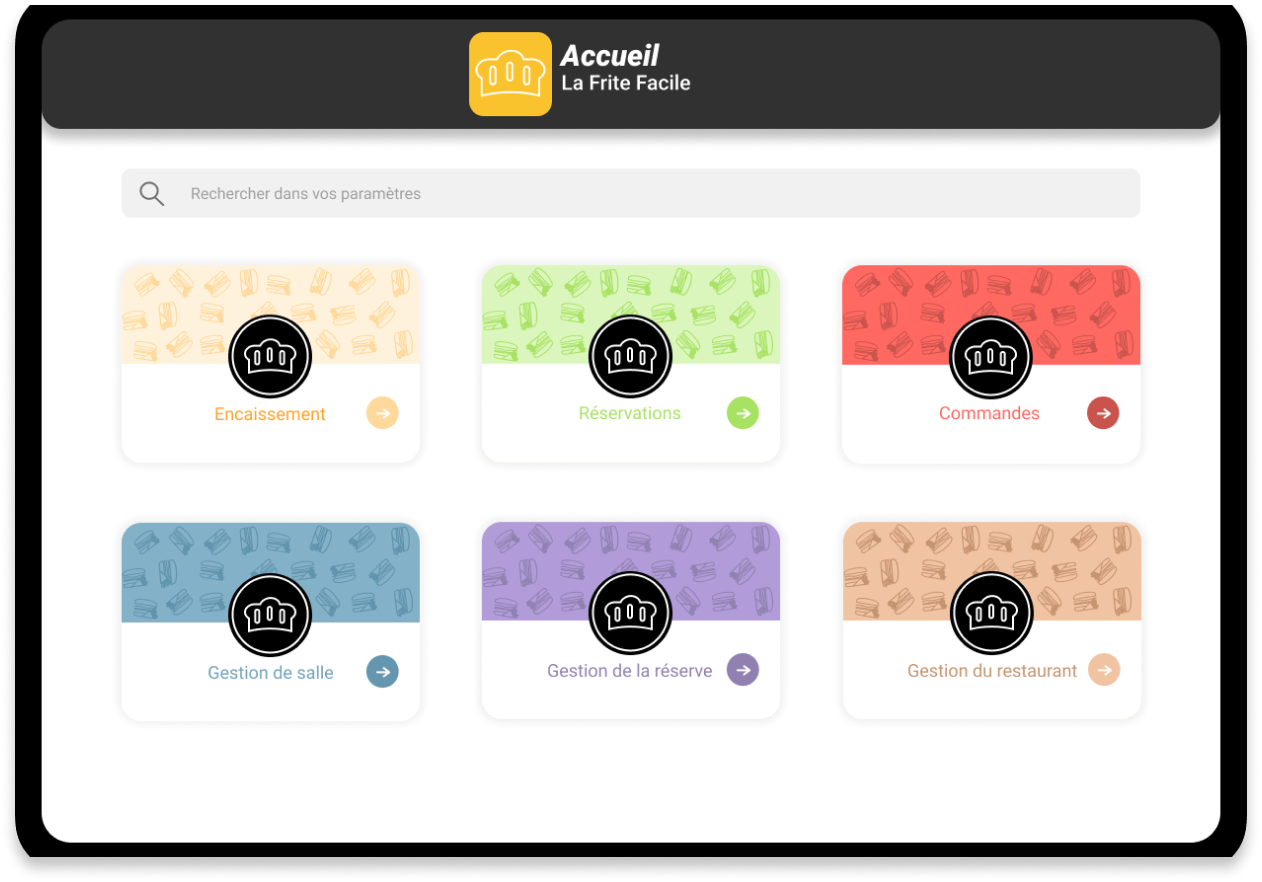 Accueil
La Frite Facile
Rechercher dans vos paramètres
Encaissement
Réservations
Commandes
Gestion de salle
Gestion de la réserve
Gestion du restaurant